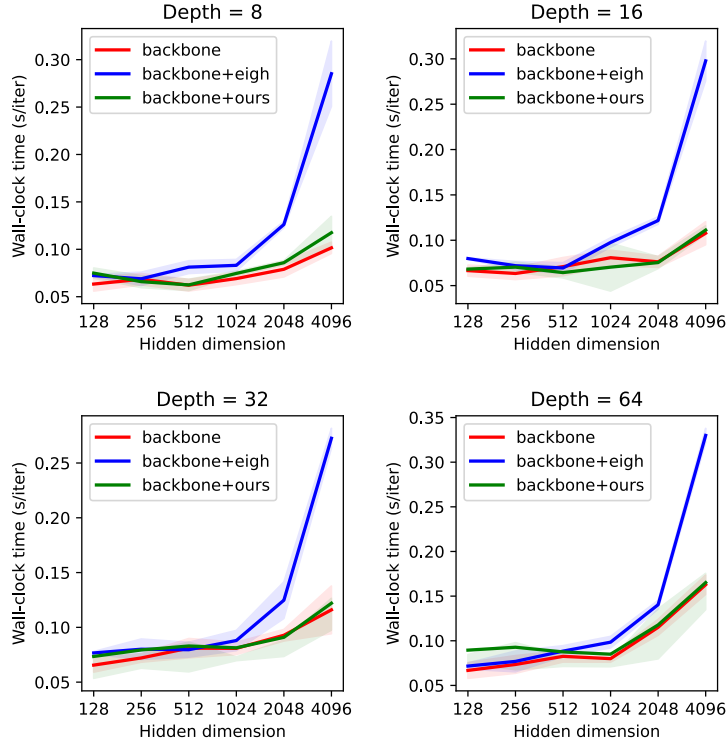 Depth = 8
Wall-clock time (s/iter)
0.30
0.25
0.20
0.15
0.10
0.05
backbone
backbone+eigh
backbone+ours
128 256 512 1024 2048 4096
Hidden dimension
Depth = 16
Wall-clock time (s/iter)
0.30
0.25
0.20
0.15
0.10
0.05
backbone
backbone+eigh
backbone+ours
128 256 512 1024 2048 4096
Hidden dimension
Depth = 32
Wall-clock time (s/iter)
0.25
0.20
0.15
0.10
0.05
backbone
backbone+eigh
backbone+ours
128 256 512 1024 2048 4096
Hidden dimension
Depth = 64
Wall-clock time (s/iter)
0.35
0.30
0.25
0.20
0.15
0.10
0.05
backbone
backbone+eigh
backbone+ours
128 256 512 1024 2048 4096
Hidden dimension